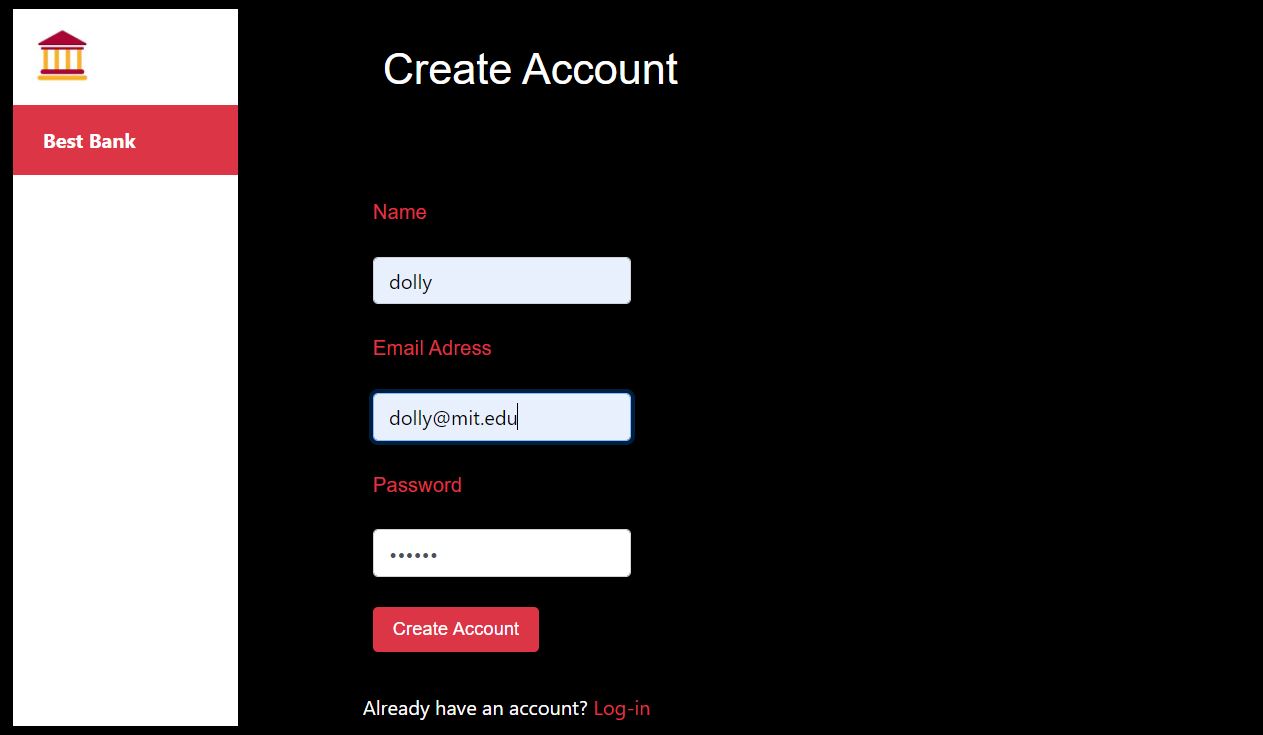 Best Bank
Create Account
Name
dolly
Email Adress
dolly@mit.edu
Password
••••••
Create Account
Already have an account? Log-in